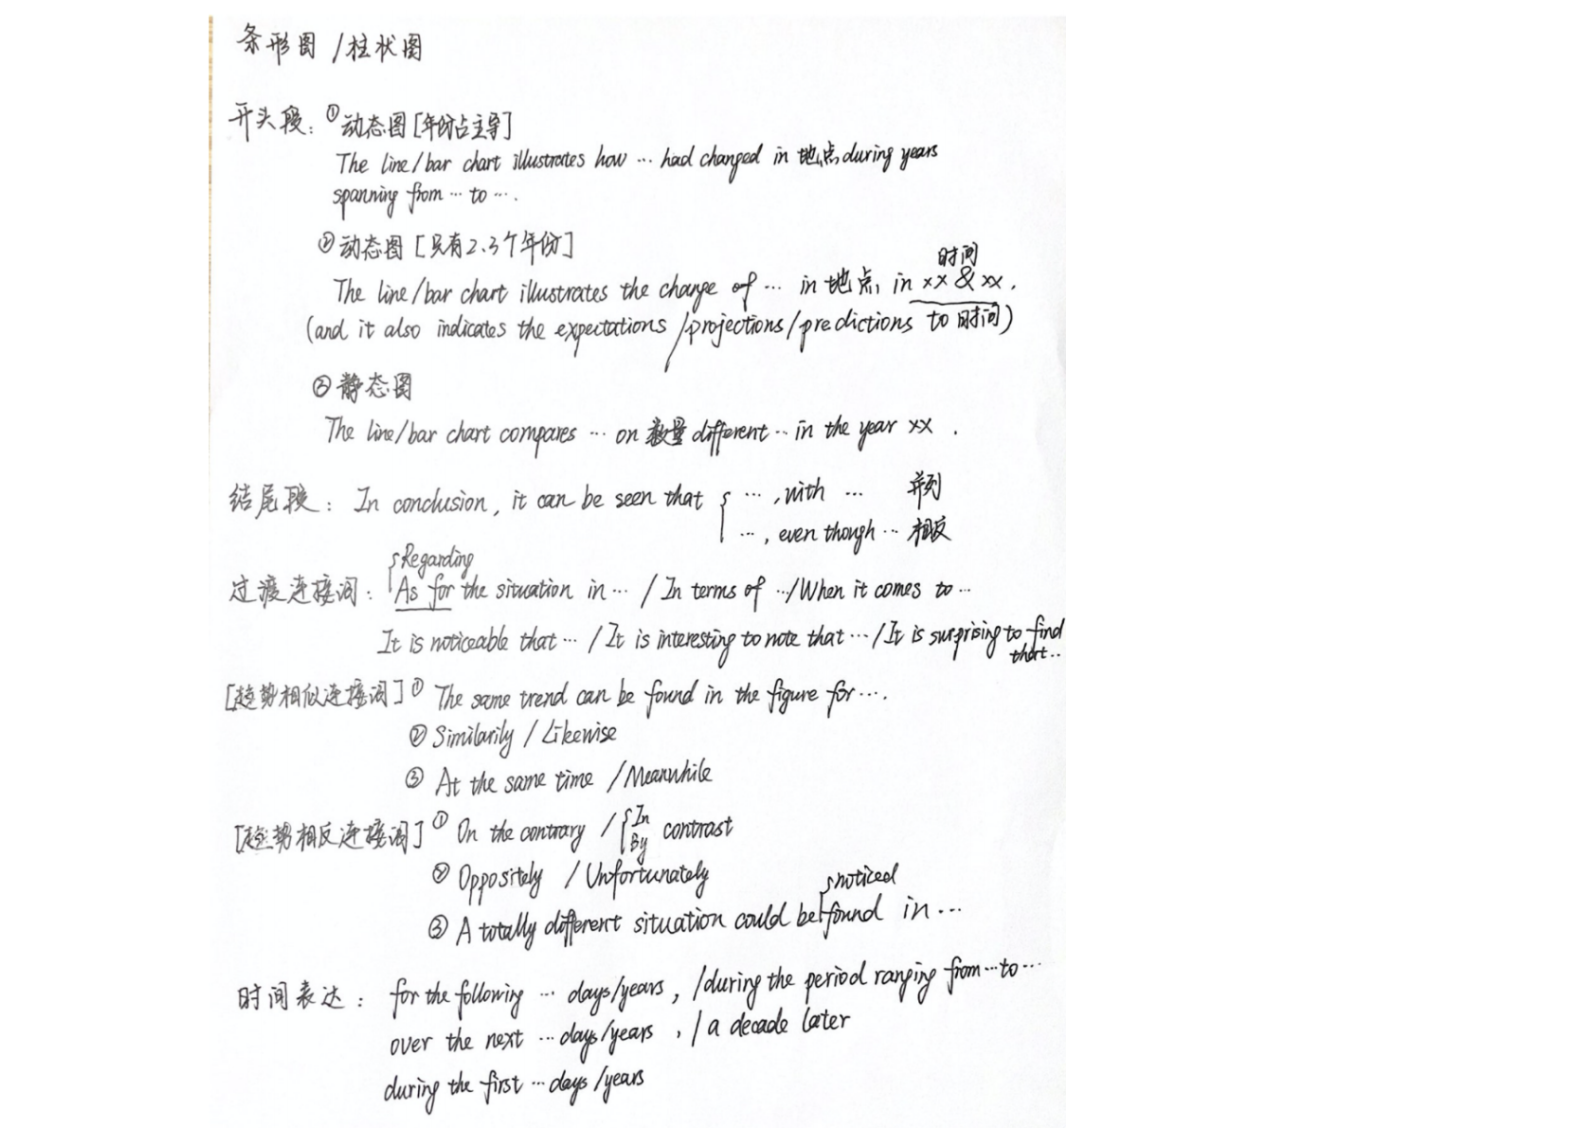 条形图 /柱状图
开头段: ①动态图[年份占主导]
The line/bar chart illustrates how ··· had changed in 地点 during years
spanning from ··· to ···.
②动态图 [只有2.3个年份]
时间
The line/bar chart illustrates the change of ··· in 地点 in xx & xx.
(and it also indicates the expectations /projections/predictions to 时间)
③静态图
The line/bar chart compares ··· on 数量 different ·· in the year xx .
结尾段: In conclusion, it can be seen that { ··· , with ··· 并列
··· , even though ··· 相反
{Regarding
过渡连接词: As for the situation in ··· / In terms of ···/When it comes to ···
It is noticeable that ··· / It is interesting to note that ··· / It is surprising to find
that ··
[趋势相似连接词] ① The same trend can be found in the figure for ···.
② Similarily / Likewise
③ At the same time / Meanwhile
[趋势相反连接词] ① On the contrary / {In
By contrast
② Oppositely / Unfortunately
{noticed
③ A totally different situation could be found in ···
时间表达: for the following ··· days/years, /during the period ranging from ··· to ···
over the next ··· days/years , / a decade later
during the first ··· days /years